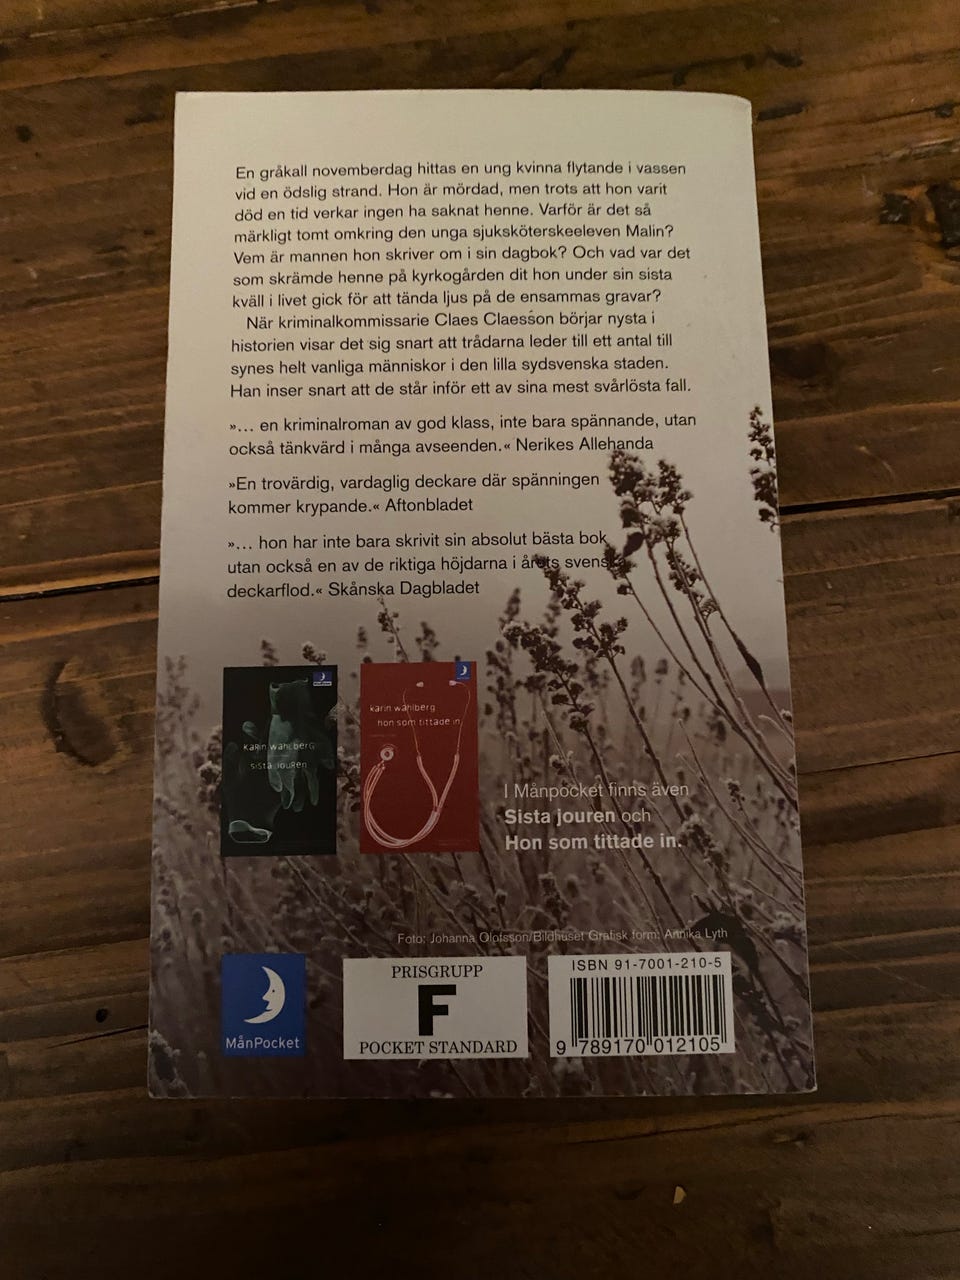 En gråkall novemberdag hittas en ung kvinna flytande i vassen
vid en ödslig strand. Hon är mördad, men trots att hon varit
död en tid verkar ingen ha saknat henne. Varför är det så
märkligt tomt omkring den unga sjuksköterskeeleven Malin?
Vem är mannen hon skriver om i sin dagbok? Och vad var det
som skrämde henne på kyrkogården dit hon under sin sista
kväll i livet gick för att tända ljus på de ensammas gravar?
När kriminalkommissarie Claes Claesson börjar nysta i
historien visar det sig snart att trådarna leder till ett antal till
synes helt vanliga människor i den lilla sydsvenska staden.
Han inser snart att de står inför ett av sina mest svårlösta fall.
»… en kriminalroman av god klass, inte bara spännande, utan
också tänkvärd i många avseenden.« Nerikes Allehanda
»En trovärdig, vardaglig deckare där spänningen
kommer krypande.« Aftonbladet
»… hon har inte bara skrivit sin absolut bästa bok
utan också en av de riktiga höjdarna i årets svenska
deckarflod.« Skånska Dagbladet
karin wahlberg
sista jouren
karin wahlberg
hon som tittade in
I Månpocket finns även
Sista jouren och
Hon som tittade in.
Foto: Johanna Olofsson/Bildhuset Grafisk form: Annika Lyth
MånPocket
PRISGRUPP
F
POCKET STANDARD
ISBN 91-7001-210-5
9 789170 012105